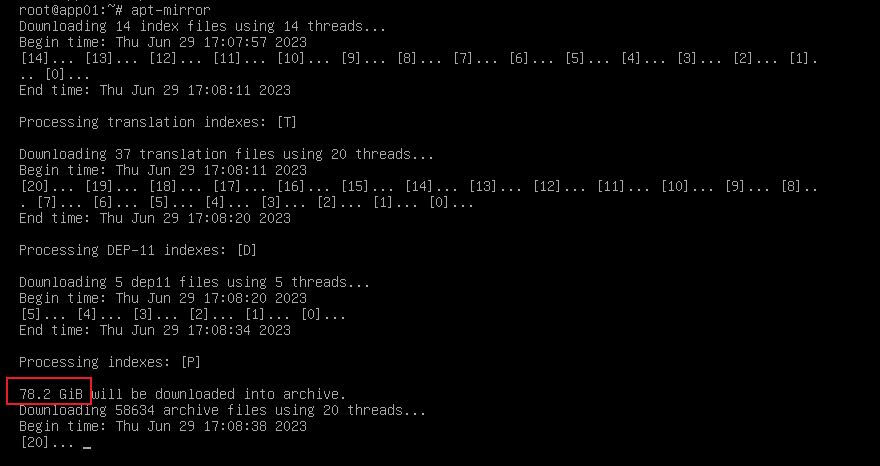 root@app01:~# apt-mirror
Downloading 14 index files using 14 threads...
Begin time: Thu Jun 29 17:07:57 2023
[14]... [13]... [12]... [11]... [10]... [9]... [8]... [7]... [6]... [5]... [4]... [3]... [2]... [1].
.. [0]...
End time: Thu Jun 29 17:08:11 2023
Processing translation indexes: [T]
Downloading 37 translation files using 20 threads...
Begin time: Thu Jun 29 17:08:11 2023
[20]... [19]... [18]... [17]... [16]... [15]... [14]... [13]... [12]... [11]... [10]... [9]... [8]..
. [7]... [6]... [5]... [4]... [3]... [2]... [1]... [0]...
End time: Thu Jun 29 17:08:20 2023
Processing DEP-11 indexes: [D]
Downloading 5 dep11 files using 5 threads...
Begin time: Thu Jun 29 17:08:20 2023
[5]... [4]... [3]... [2]... [1]... [0]...
End time: Thu Jun 29 17:08:34 2023
Processing indexes: [P]
78.2 GiB will be downloaded into archive.
Downloading 58634 archive files using 20 threads...
Begin time: Thu Jun 29 17:08:38 2023
[20]... _